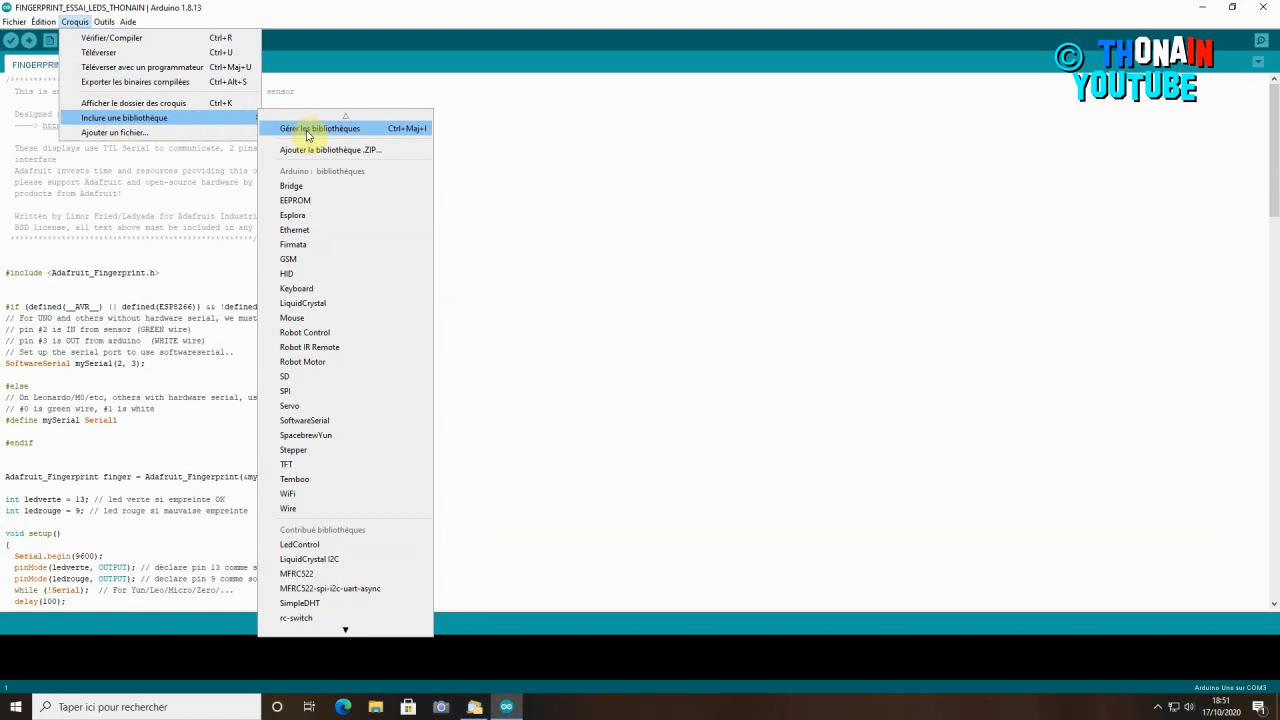 FINGERPRINT_ESSAI_LEDS_THONAIN | Arduino 1.8.13
Fichier Édition Croquis Outils Aide
Vérifier/Compiler Ctrl+R
Téléverser Ctrl+U
Téléverser avec un programmateur Ctrl+Maj+U
Exporter les binaires compilées Ctrl+Alt+S
Afficher le dossier des croquis Ctrl+K
Inclure une bibliothèque
Ajouter un fichier...
Gérer les bibliothèques Ctrl+Maj+I
Ajouter la bibliothèque .ZIP...
Arduino : bibliothèques
Bridge
EEPROM
Esplora
Ethernet
Firmata
GSM
HID
Keyboard
LiquidCrystal
Mouse
Robot Control
Robot IR Remote
Robot Motor
SD
SPI
Servo
SoftwareSerial
SpacebrewYun
Stepper
TFT
Temboo
WiFi
Wire
Contribué bibliothèques
LedControl
LiquidCrystal I2C
MFRC522
MFRC522-spi-i2c-uart-async
SimpleDHT
rc-switch
© THONAIN
YOUTUBE
FINGERPRI
/***********
This is an sensor
Designed
----> htt
These displays use TTL Serial to communicate, 2 pins
interface
Adafruit invests time and resources providing this o
please support Adafruit and open-source hardware by
products from Adafruit!
Written by Limor Fried/Ladyada for Adafruit Industri
BSD license, all text above must be included in any
#include <Adafruit_Fingerprint.h>
#if (defined(__AVR__) || defined(ESP8266)) && !define
// For UNO and others without hardware serial, we mus
// pin #2 is IN from sensor (GREEN wire)
// pin #3 is OUT from arduino (WHITE wire)
// Set up the serial port to use softwareserial..
SoftwareSerial mySerial(2, 3);
#else
// On Leonardo/M0/etc, others with hardware serial, us
// #0 is green wire, #1 is white
#define mySerial Serial1
#endif
Adafruit_Fingerprint finger = Adafruit_Fingerprint(&my
int ledverte = 13; // led verte si empreinte OK
int ledrouge = 9; // led rouge si mauvaise empreinte
void setup()
{
Serial.begin(9600);
pinMode(ledverte, OUTPUT); // déclare pin 13 comme s
pinMode(ledrouge, OUTPUT); // déclare pin 9 comme so
while (!Serial); // For Yun/Leo/Micro/Zero/...
delay(100);
1
Arduino Uno sur COM3
Taper ici pour rechercher
18:51
17/10/2020
1